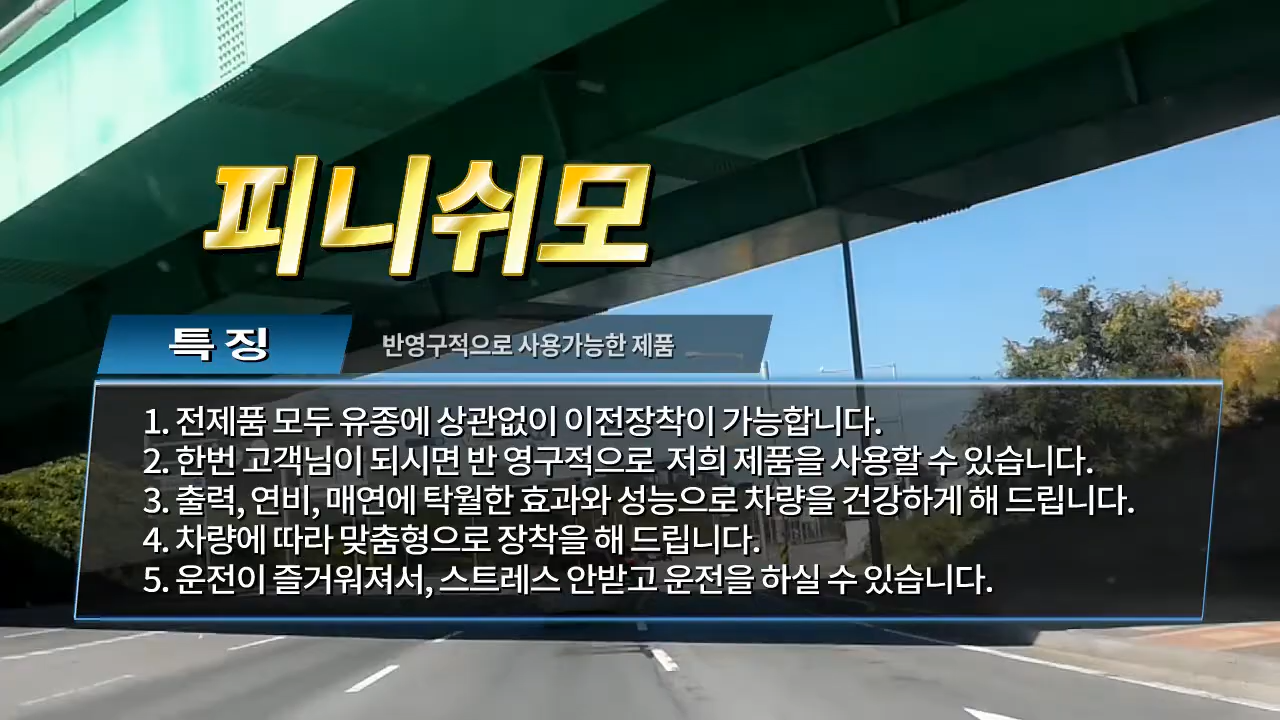 피니쉬모
특 징
반영구적으로 사용가능한 제품
1. 전제품 모두 유종에 상관없이 이전장착이 가능합니다.
2. 한번 고객님이 되시면 반 영구적으로 저희 제품을 사용할 수 있습니다.
3. 출력, 연비, 매연에 탁월한 효과와 성능으로 차량을 건강하게 해 드립니다.
4. 차량에 따라 맞춤형으로 장착을 해 드립니다.
5. 운전이 즐거워져서, 스트레스 안받고 운전을 하실 수 있습니다.